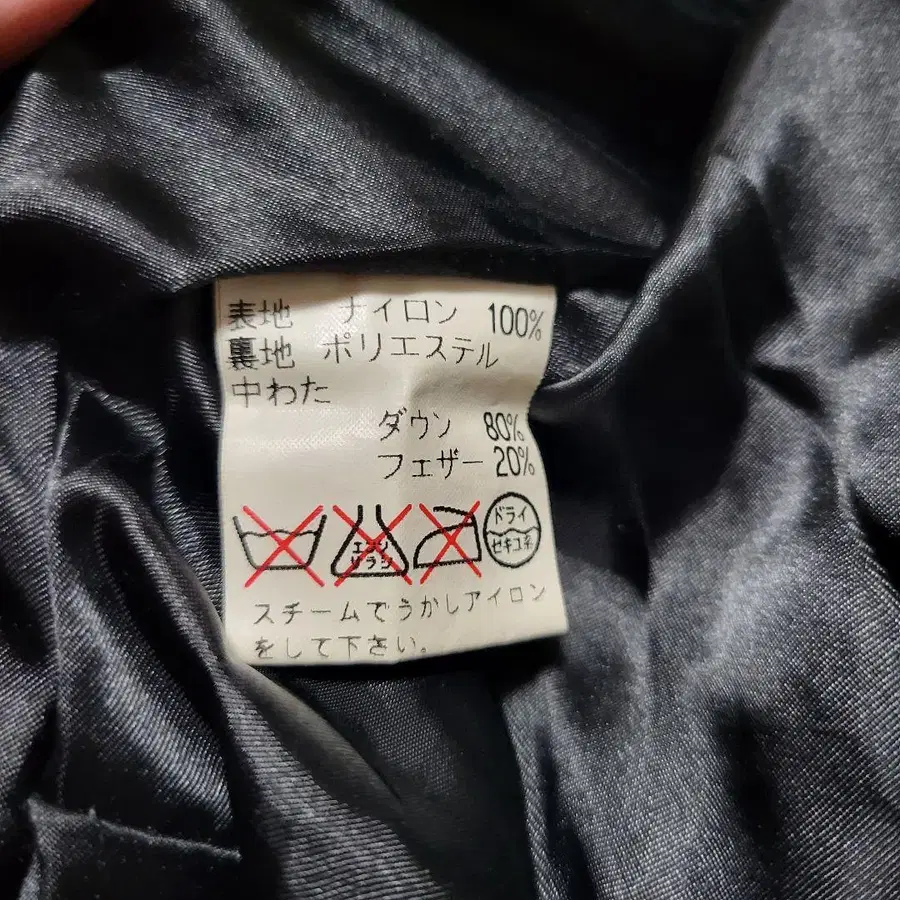 表地 ナイロン 100%
裏地 ポリエステル
中わた
ダウン 80%
フェザー 20%
エンソ
サラシ
ドライ
セキユ系
スチームでうかしアイロン
をして下さい。